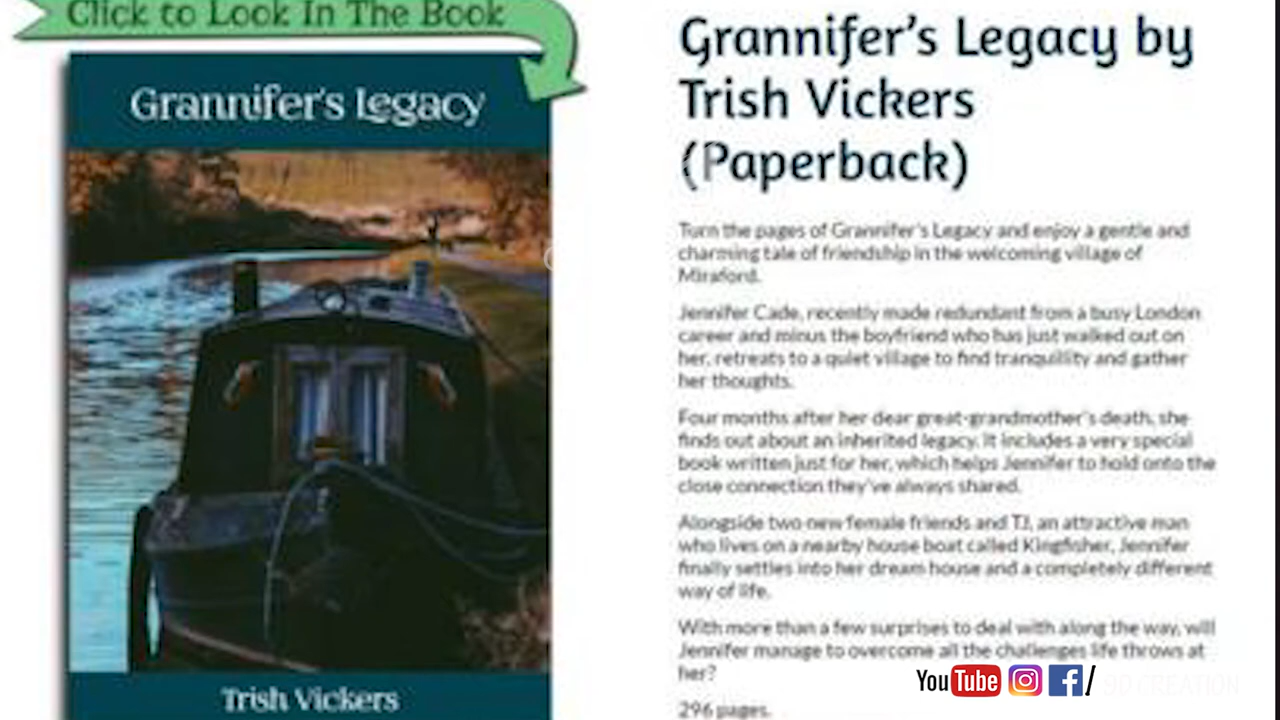 Click to Look In The Book
Grannifer's Legacy
Trish Vickers
Grannifer's Legacy by
Trish Vickers
(Paperback)
Turn the pages of Grannifer's Legacy and enjoy a gentle and
charming tale of friendship in the welcoming village of
Miraford.
Jennifer Cade, recently made redundant from a busy London
career and minus the boyfriend who has just walked out on
her, retreats to a quiet village to find tranquillity and gather
her thoughts.
Four months after her dear great-grandmother's death, she
finds out about an inherited legacy. It includes a very special
book written just for her, which helps Jennifer to hold onto the
close connection they've always shared.
Alongside two new female friends and TJ, an attractive man
who lives on a nearby house boat called Kingfisher, Jennifer
finally settles into her dream house and a completely different
way of life.
With more than a few surprises to deal with along the way, will
Jennifer manage to overcome all the challenges life throws at
her?
296 pages.
YouTube / 9D CREATION